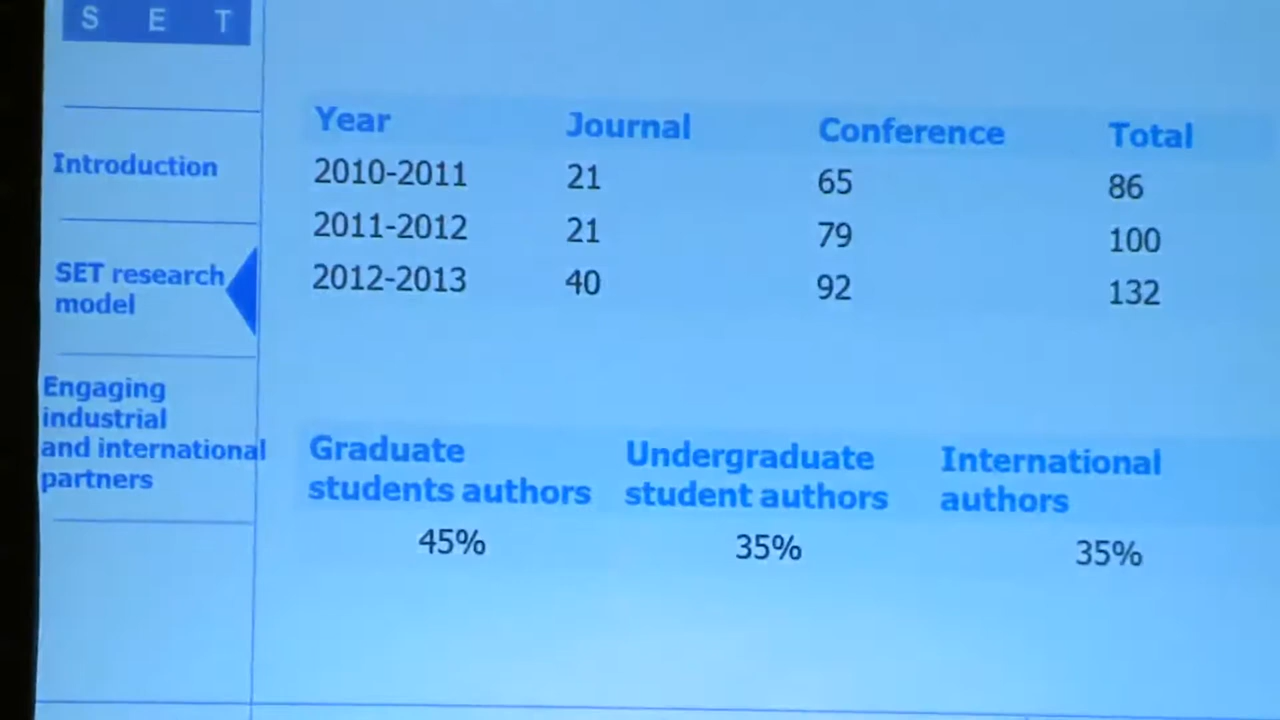 S E T
Introduction
SET research
model
Engaging
industrial
and international
partners
Year Journal Conference Total
2010-2011 21 65 86
2011-2012 21 79 100
2012-2013 40 92 132
Graduate
students authors
Undergraduate
student authors
International
authors
45% 35% 35%